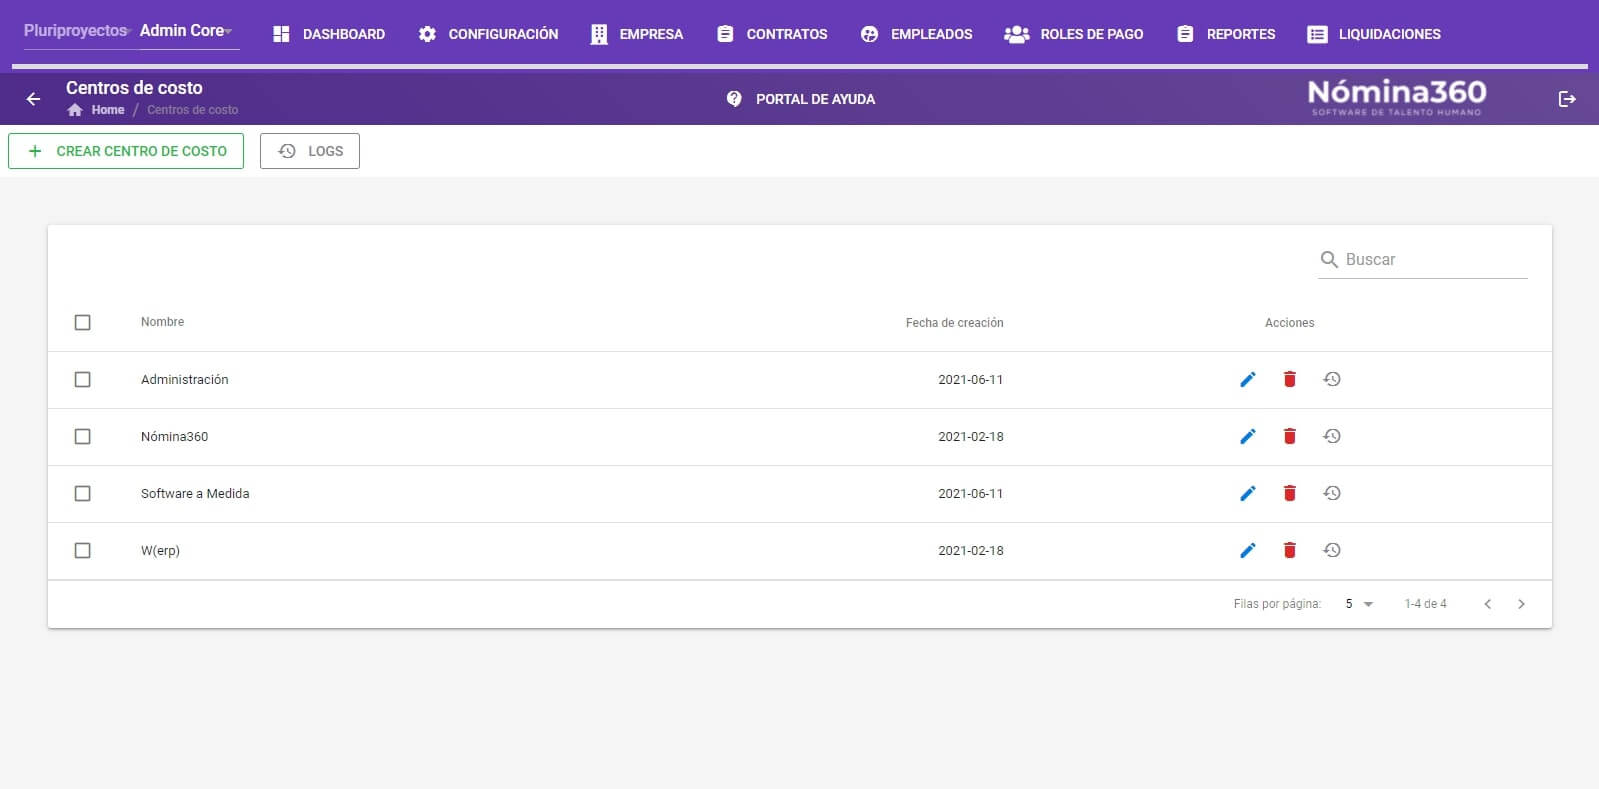 Pluriproyectos Admin Core DASHBOARD CONFIGURACIÓN EMPRESA CONTRATOS EMPLEADOS ROLES DE PAGO REPORTES LIQUIDACIONES
Centros de costo
Home / Centros de costo
PORTAL DE AYUDA
Nómina360
SOFTWARE DE TALENTO HUMANO
CREAR CENTRO DE COSTO LOGS
Buscar
Nombre Fecha de creación Acciones
Administración 2021-06-11
Nómina360 2021-02-18
Software a Medida 2021-06-11
W(erp) 2021-02-18
Filas por página: 5 1-4 de 4